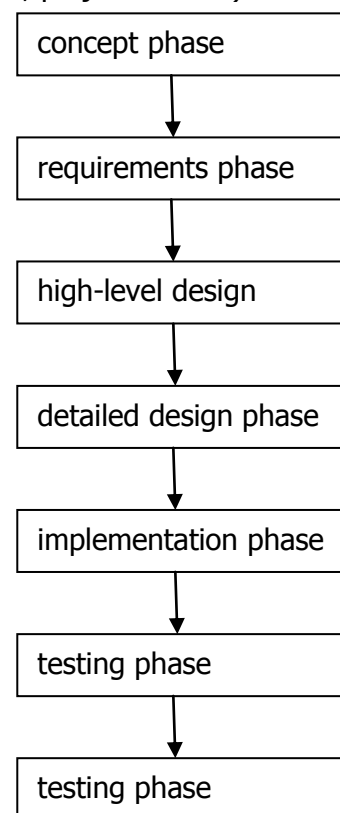 concept phase
requirements phase
high-level design
detailed design phase
implementation phase
testing phase
testing phase